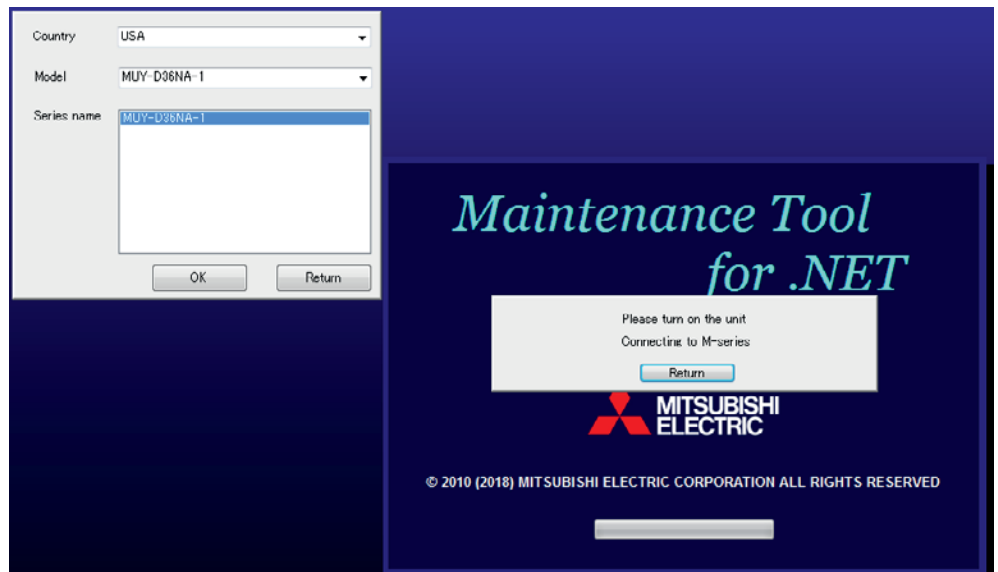 Country USA
Model MUY-D36NA-1
Series name MUY-D36NA-1
OK Return
Maintenance Tool
for .NET
Please turn on the unit
Connecting to M-series
Return
MITSUBISHI
ELECTRIC
© 2010 (2018) MITSUBISHI ELECTRIC CORPORATION ALL RIGHTS RESERVED